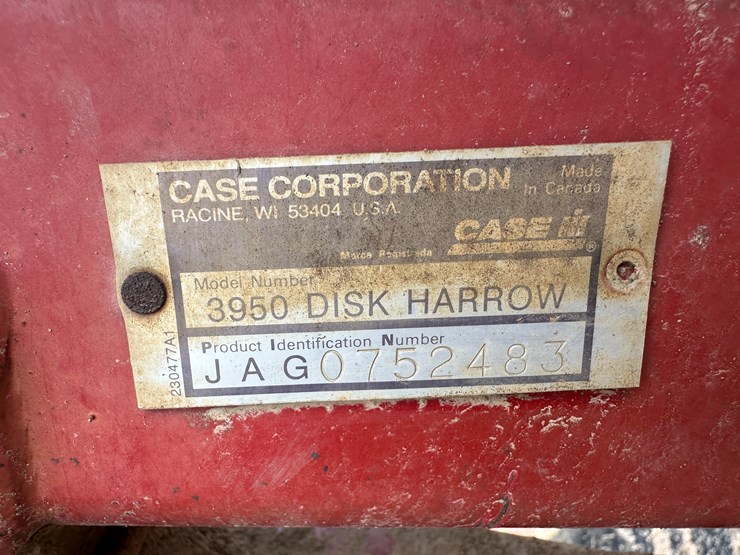 CASE CORPORATION
RACINE, WI 53404 U.S.A.
Made
In Canada
CASE IH
®
Marca Registrada
Model Number
3950 DISK HARROW
Product Identification Number
JAG0752483
230477A1